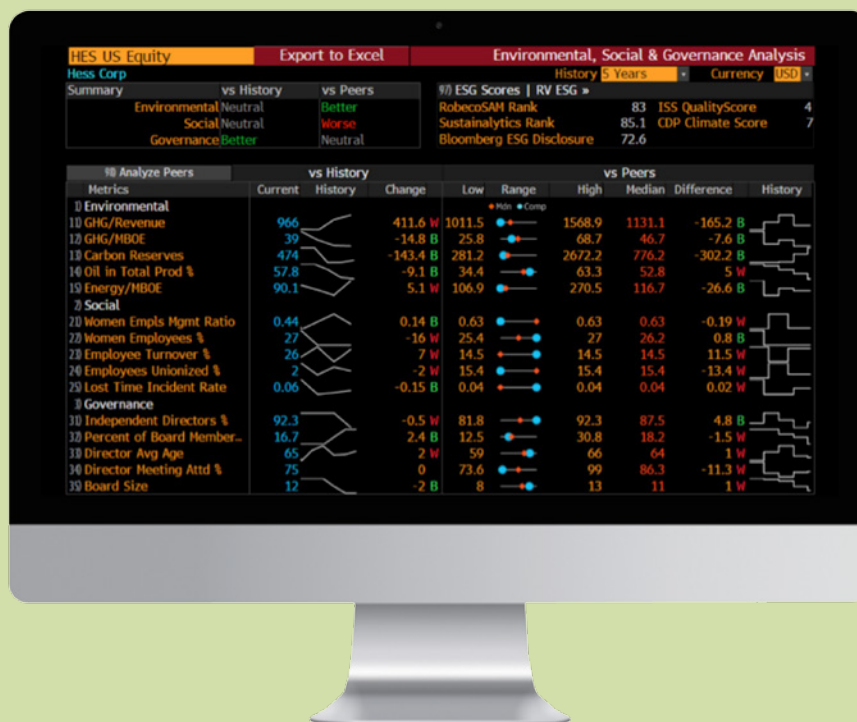 HES US Equity Export to Excel Environmental, Social & Governance Analysis
Hess Corp History 5 Years Currency USD
Summary vs History vs Peers 97) ESG Scores | RV ESG »
Environmental Neutral Better RobecoSAM Rank 83 ISS QualityScore 4
Social Neutral Worse Sustainalytics Rank 85.1 CDP Climate Score 7
Governance Better Neutral Bloomberg ESG Disclosure 72.6
98) Analyze Peers vs History vs Peers
Metrics Current History Change Low Range High Median Difference History
1) Environmental Mdn Comp
11) GHG/Revenue 966 411.6 W 1011.5 1568.9 1131.1 -165.2 B
12) GHG/MBOE 39 -14.8 B 25.8 68.7 46.7 -7.6 B
13) Carbon Reserves 474 -143.4 B 281.2 2672.2 776.2 -302.2 B
14) Oil in Total Prod % 57.8 -9.1 B 34.4 63.3 52.8 5 W
15) Energy/MBOE 90.1 5.1 W 106.9 270.5 116.7 -26.6 B
2) Social
21) Women Empls Mgmt Ratio 0.44 0.14 B 0.63 0.63 0.63 -0.19 W
22) Women Employees % 27 -16 W 25.4 27 26.2 0.8 B
23) Employee Turnover % 26 7 W 14.5 14.5 14.5 11.5 W
24) Employees Unionized % 2 -2 W 15.4 15.4 15.4 -13.4 W
25) Lost Time Incident Rate 0.06 -0.15 B 0.04 0.04 0.04 0.02 W
3) Governance
31) Independent Directors % 92.3 -0.5 W 81.8 92.3 87.5 4.8 B
32) Percent of Board Member… 16.7 2.4 B 12.5 30.8 18.2 -1.5 W
33) Director Avg Age 65 2 W 59 66 64 1 W
34) Director Meeting Attd % 75 0 73.6 99 86.3 -11.3 W
35) Board Size 12 -2 B 8 13 11 1 W